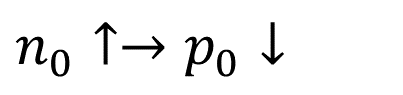 𝑛₀ ↑→ 𝑝₀ ↓